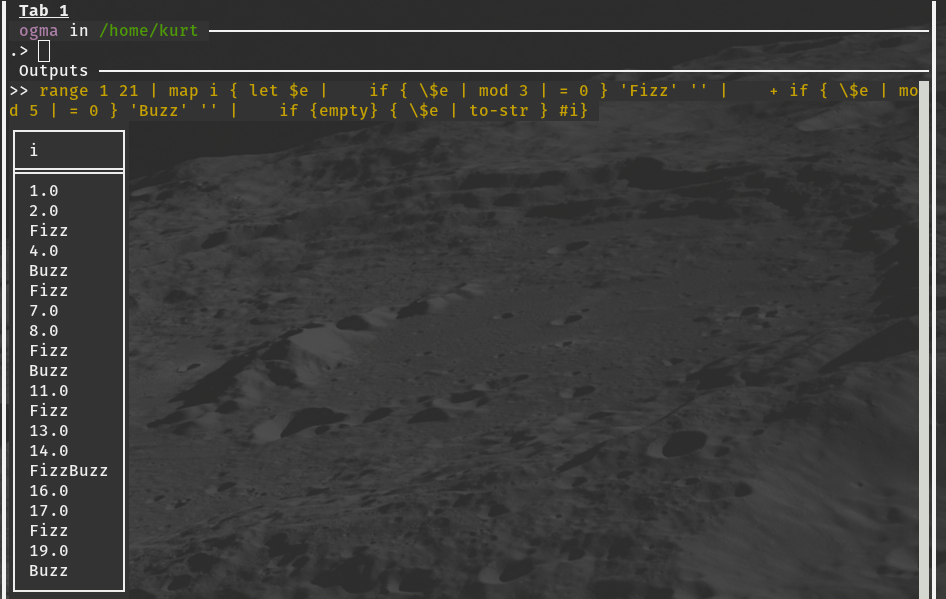 Tab 1
ogma in /home/kurt
.>
Outputs
>> range 1 21 | map i { let $e |    if { \$e | mod 3 | = 0 } 'Fizz' '' |    + if { \$e | mo
d 5 | = 0 } 'Buzz' '' |    if {empty} { \$e | to-str } #i}
i
1.0
2.0
Fizz
4.0
Buzz
Fizz
7.0
8.0
Fizz
Buzz
11.0
Fizz
13.0
14.0
FizzBuzz
16.0
17.0
Fizz
19.0
Buzz